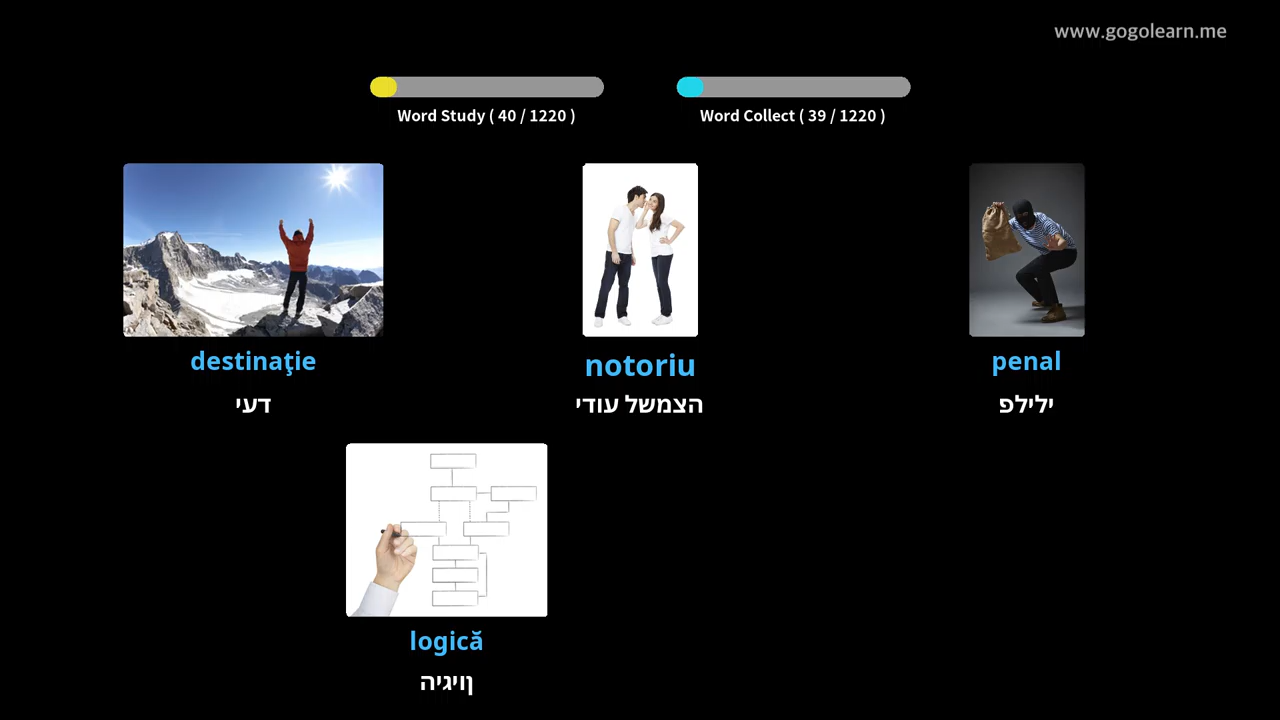 www.gogolearn.me
Word Study ( 40 / 1220 )
Word Collect ( 39 / 1220 )
destinaţie
notoriu
penal
דעי
הצמשל עודי
ילילפ
logică
ןויגיה